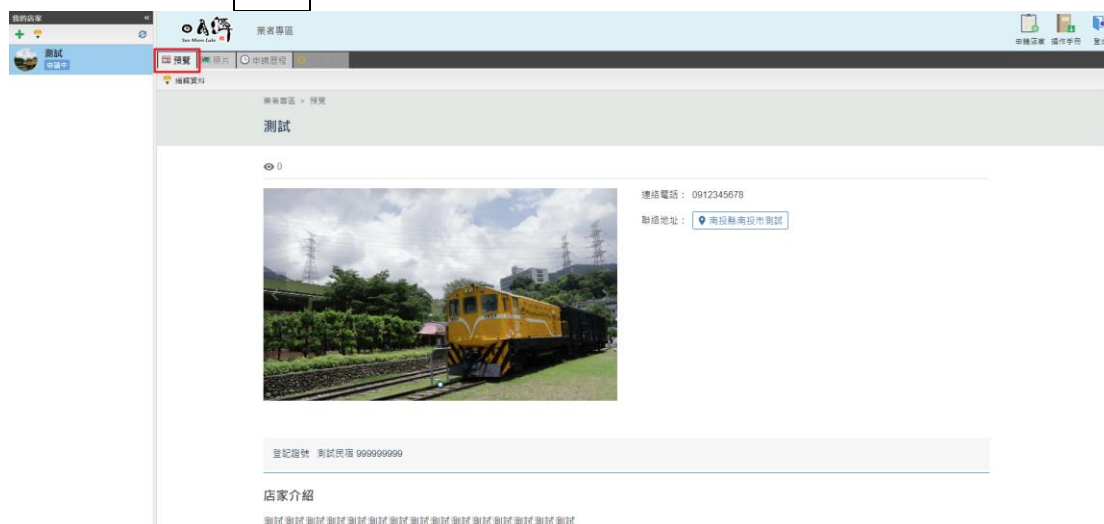 我的店家
測試
申請中
日月潭
Sun Moon Lake
業者專區
申請店家 操作手冊
預覽 照片 申請歷程
編輯資料
業者專區 > 預覽
測試
0
連絡電話： 0912345678
聯絡地址： 南投縣南投市測試
登記證號 測試民宿 999999999
店家介紹
測試測試測試測試測試測試測試測試測試測試測試測試測試測試測試